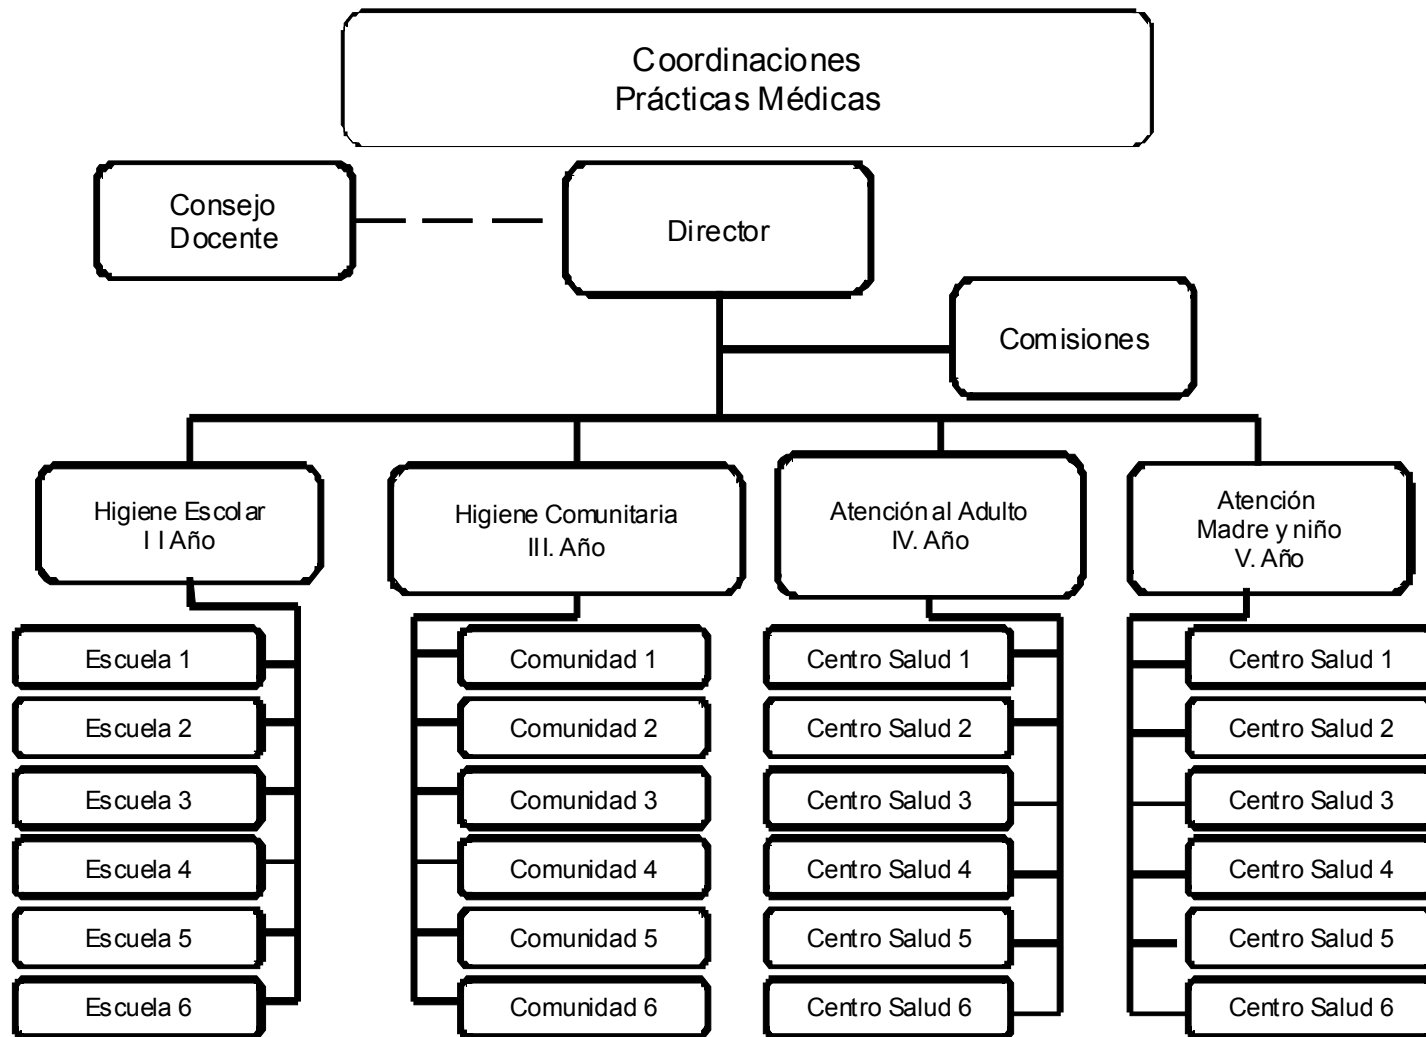 Coordinaciones
Prácticas Médicas
Consejo
Docente
Director
Comisiones
Higiene Escolar
I I Año
Higiene Comunitaria
III. Año
Atención al Adulto
IV. Año
Atención
Madre y niño
V. Año
Escuela 1
Escuela 2
Escuela 3
Escuela 4
Escuela 5
Escuela 6
Comunidad 1
Comunidad 2
Comunidad 3
Comunidad 4
Comunidad 5
Comunidad 6
Centro Salud 1
Centro Salud 2
Centro Salud 3
Centro Salud 4
Centro Salud 5
Centro Salud 6
Centro Salud 1
Centro Salud 2
Centro Salud 3
Centro Salud 4
Centro Salud 5
Centro Salud 6